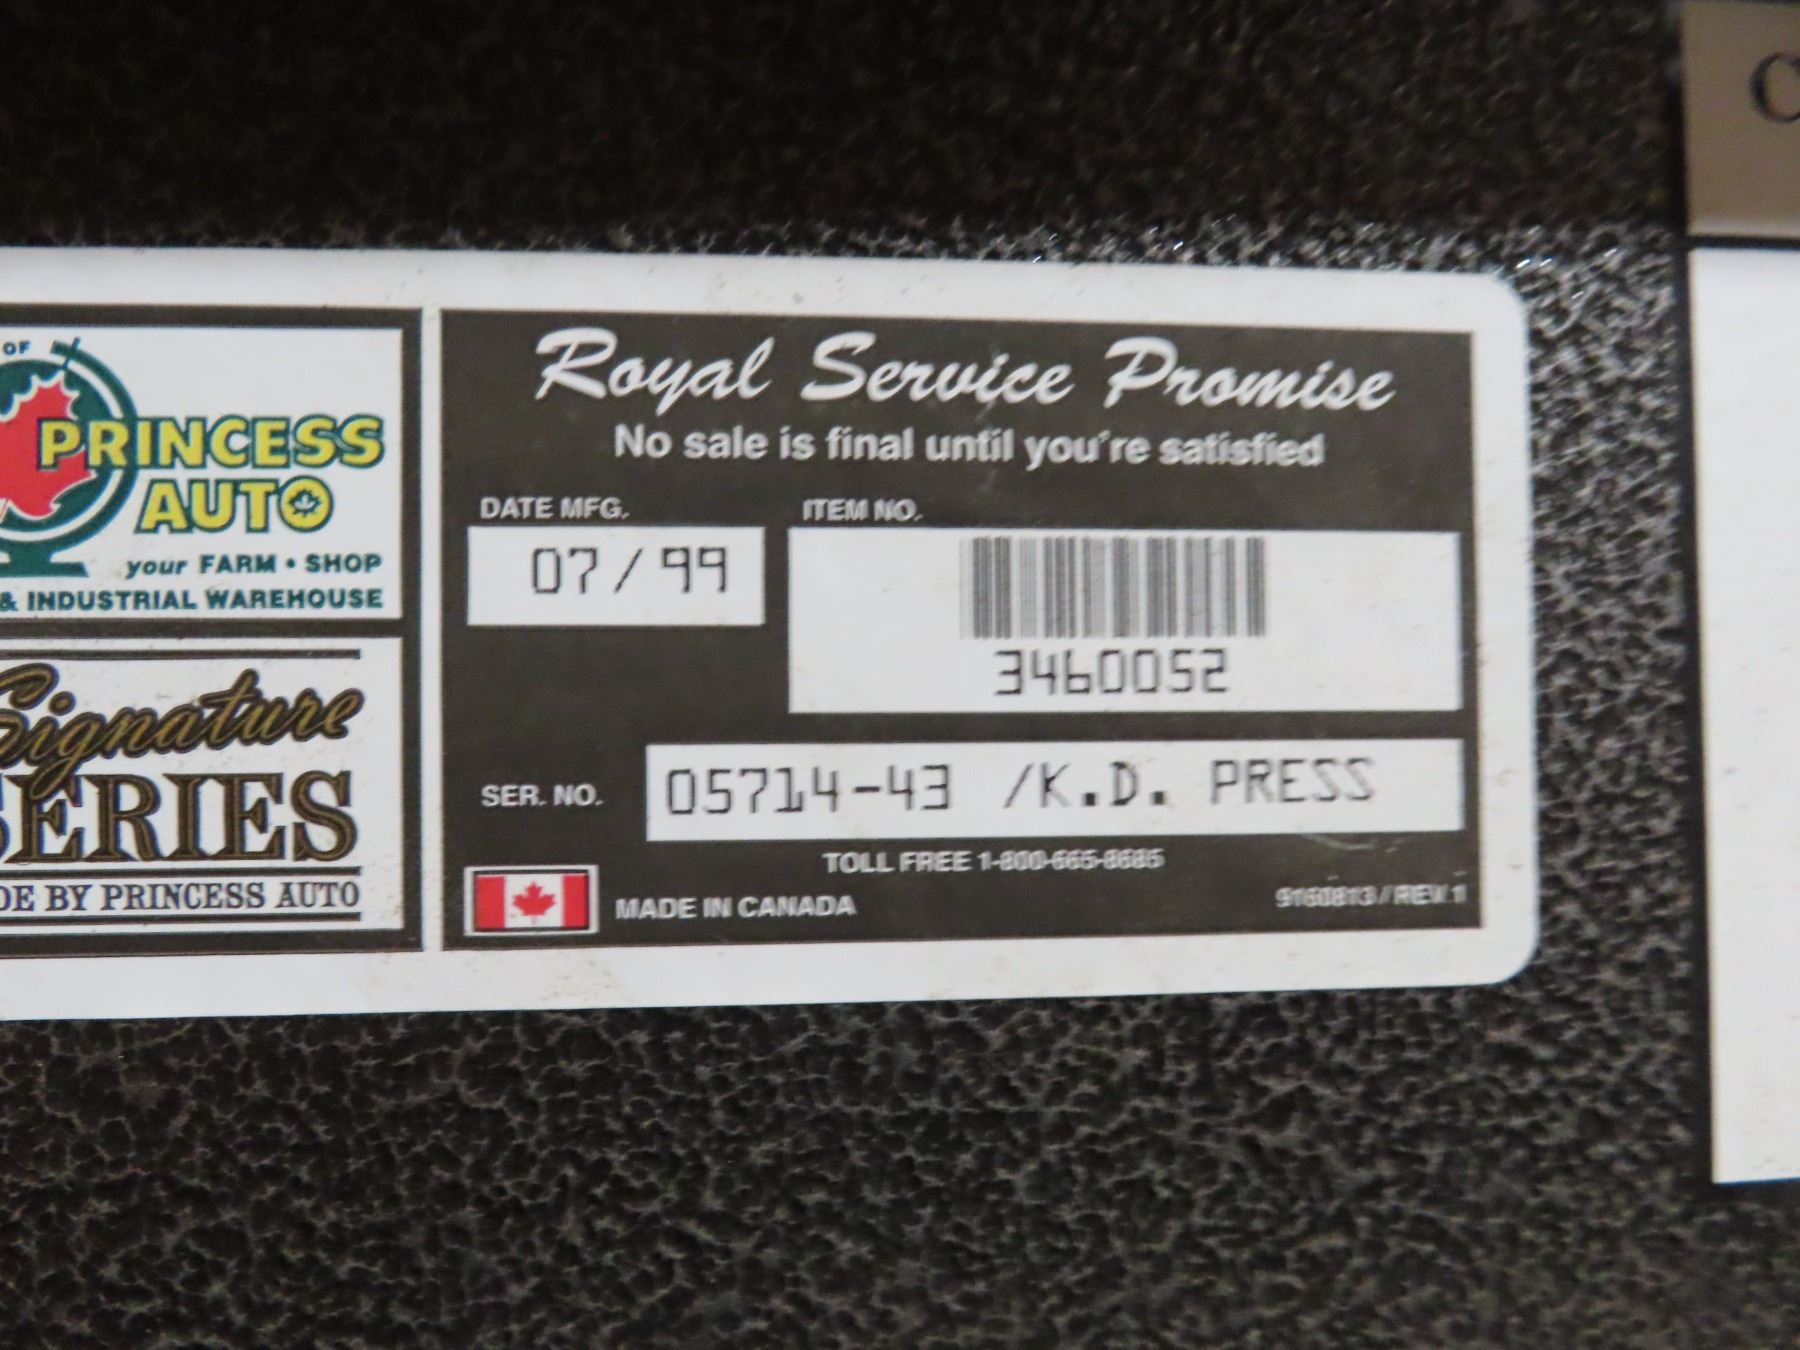 OF
PRINCESS
AUTO
your FARM • SHOP
& INDUSTRIAL WAREHOUSE
Signature
SERIES
DE BY PRINCESS AUTO
Royal Service Promise
No sale is final until you're satisfied
DATE MFG.
07/99
ITEM NO.
3460052
SER. NO.
05714-43 /K.D. PRESS
TOLL FREE 1-800-665-8685
MADE IN CANADA
9160813//REV 1